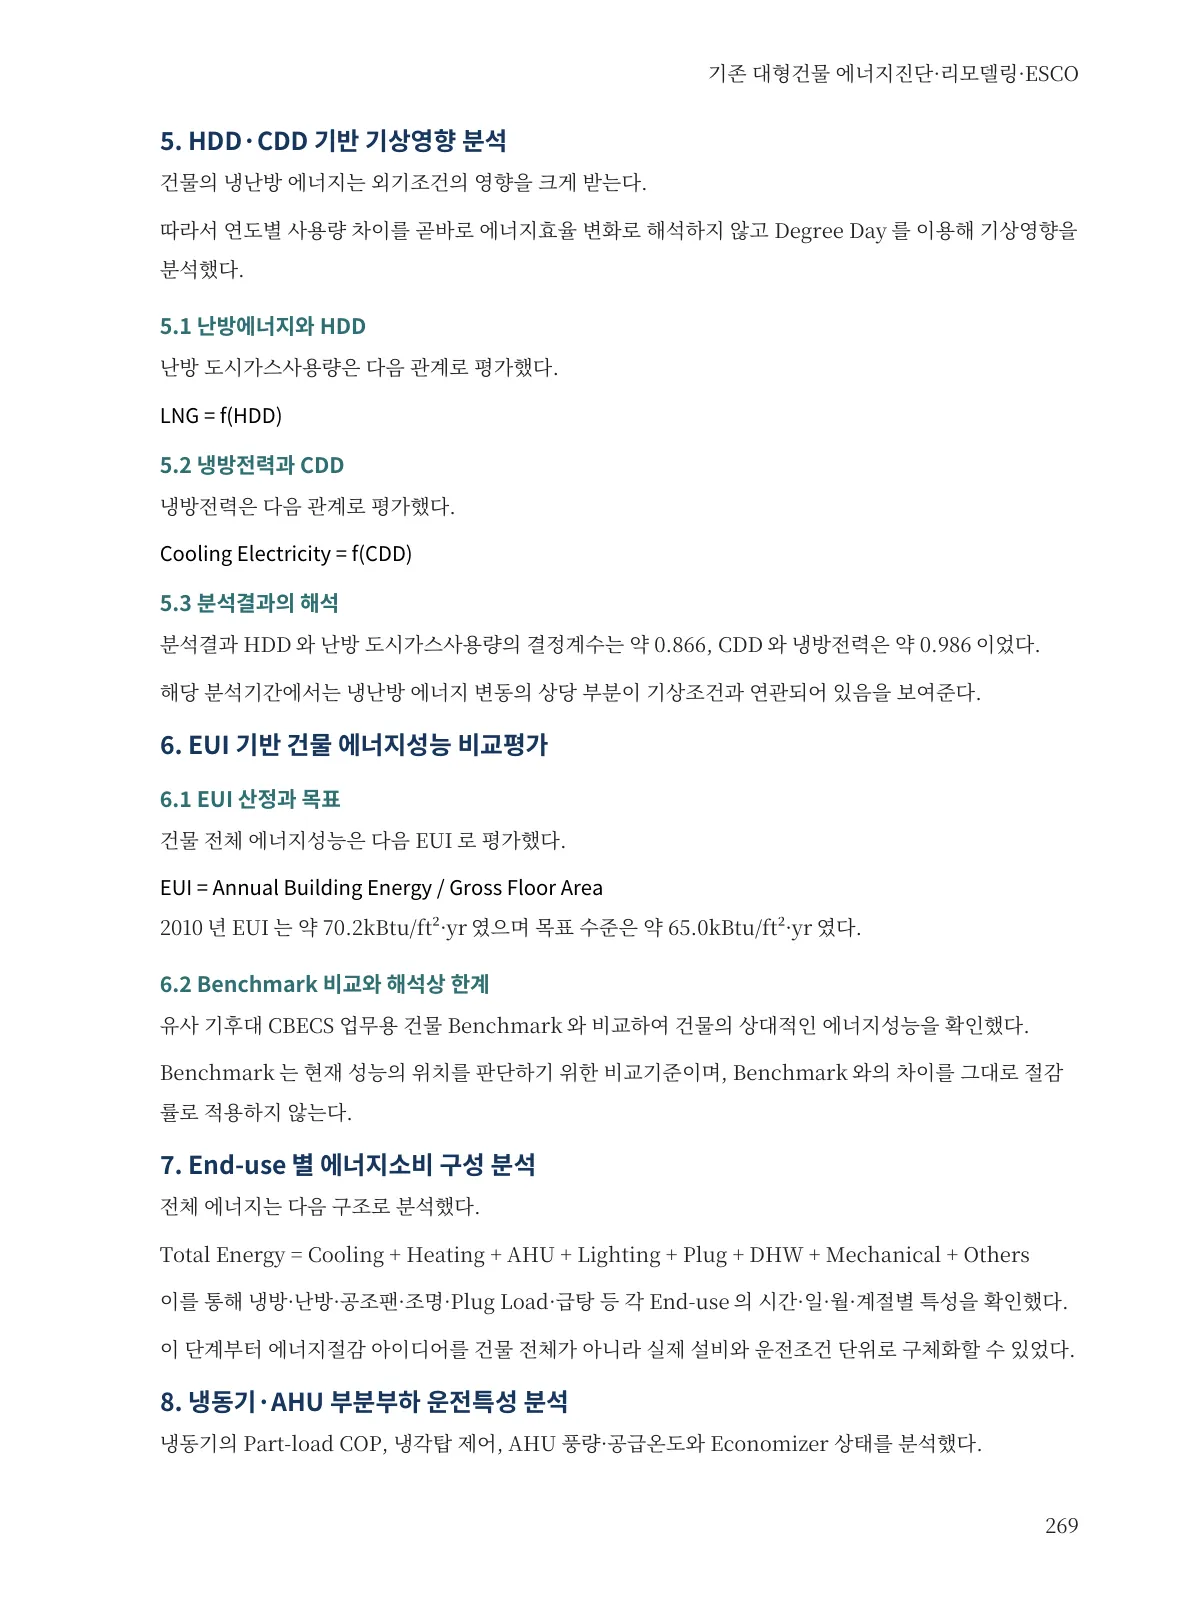 기존 대형건물 에너지진단·리모델링·ESCO
5. HDD·CDD 기반 기상영향 분석
건물의 냉난방 에너지는 외기조건의 영향을 크게 받는다.
따라서 연도별 사용량 차이를 곧바로 에너지효율 변화로 해석하지 않고 Degree Day 를 이용해 기상영향을
분석했다.
5.1 난방에너지와 HDD
난방 도시가스사용량은 다음 관계로 평가했다.
LNG = f(HDD)
5.2 냉방전력과 CDD
냉방전력은 다음 관계로 평가했다.
Cooling Electricity = f(CDD)
5.3 분석결과의 해석
분석결과 HDD 와 난방 도시가스사용량의 결정계수는 약 0.866, CDD 와 냉방전력은 약 0.986 이었다.
해당 분석기간에서는 냉난방 에너지 변동의 상당 부분이 기상조건과 연관되어 있음을 보여준다.
6. EUI 기반 건물 에너지성능 비교평가
6.1 EUI 산정과 목표
건물 전체 에너지성능은 다음 EUI 로 평가했다.
EUI = Annual Building Energy / Gross Floor Area
2010 년 EUI 는 약 70.2kBtu/ft²·yr 였으며 목표 수준은 약 65.0kBtu/ft²·yr 였다.
6.2 Benchmark 비교와 해석상 한계
유사 기후대 CBECS 업무용 건물 Benchmark 와 비교하여 건물의 상대적인 에너지성능을 확인했다.
Benchmark 는 현재 성능의 위치를 판단하기 위한 비교기준이며, Benchmark 와의 차이를 그대로 절감
률로 적용하지 않는다.
7. End-use 별 에너지소비 구성 분석
전체 에너지는 다음 구조로 분석했다.
Total Energy = Cooling + Heating + AHU + Lighting + Plug + DHW + Mechanical + Others
이를 통해 냉방·난방·공조팬·조명·Plug Load·급탕 등 각 End-use 의 시간·일·월·계절별 특성을 확인했다.
이 단계부터 에너지절감 아이디어를 건물 전체가 아니라 실제 설비와 운전조건 단위로 구체화할 수 있었다.
8. 냉동기·AHU 부분부하 운전특성 분석
냉동기의 Part-load COP, 냉각탑 제어, AHU 풍량·공급온도와 Economizer 상태를 분석했다.
269